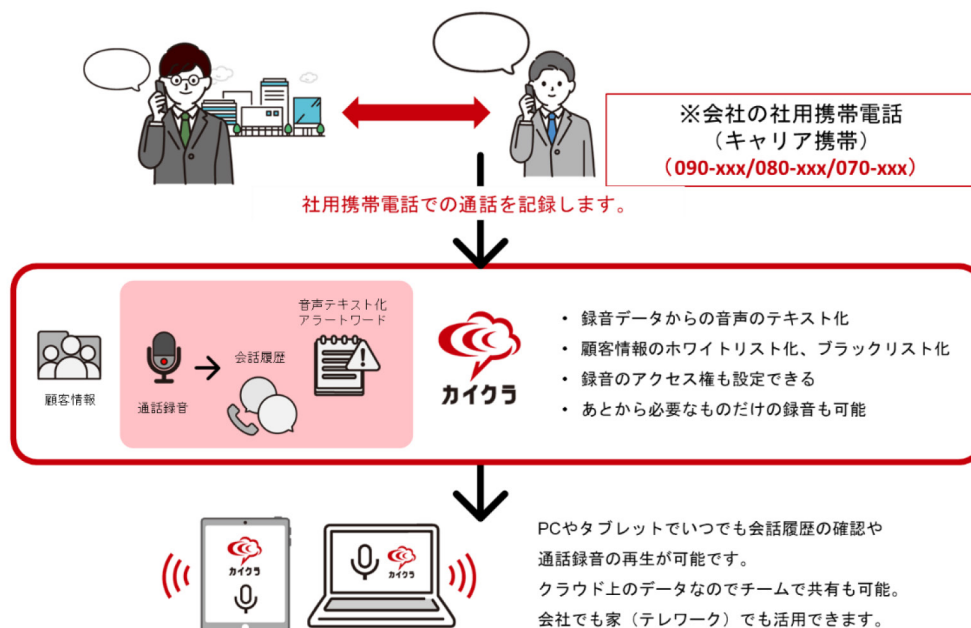 ※会社の社用携帯電話
（キャリア携帯）
（090-xxx/080-xxx/070-xxx）
社用携帯電話での通話を記録します。
顧客情報
通話録音
会話履歴
音声テキスト化
アラートワード
カイクラ
・ 録音データからの音声のテキスト化
・ 顧客情報のホワイトリスト化、ブラックリスト化
・ 録音のアクセス権も設定できる
・ あとから必要なものだけの録音も可能
カイクラ
カイクラ
PCやタブレットでいつでも会話履歴の確認や
通話録音の再生が可能です。
クラウド上のデータなのでチームで共有も可能。
会社でも家（テレワーク）でも活用できます。